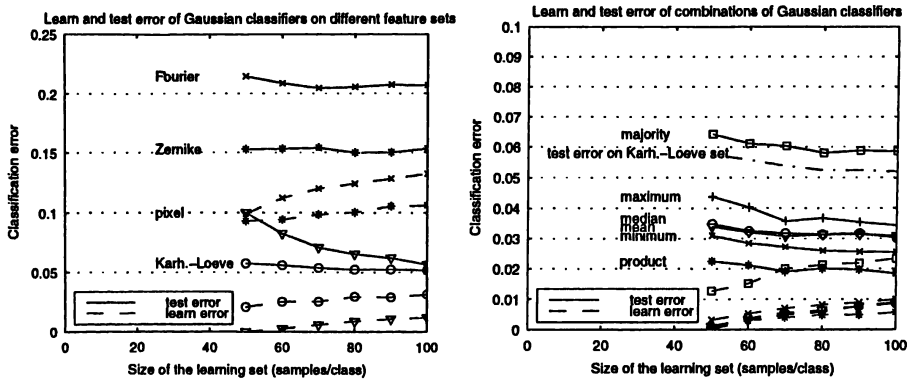 Learn and test error of Gaussian classifiers on different feature sets
0.25
0.2
0.15
0.1
0.05
0
Classification error
Fourier
Zernike
pixel
Karh.-Loeve
test error
learn error
0 20 40 60 80 100
Size of the learning set (samples/class)
Learn and test error of combinations of Gaussian classifiers
0.1
0.09
0.08
0.07
0.06
0.05
0.04
0.03
0.02
0.01
0
Classification error
majority
test error on Karh.-Loeve set
maximum
median
mean
minimum
product
test error
learn error
0 20 40 60 80 100
Size of the learning set (samples/class)